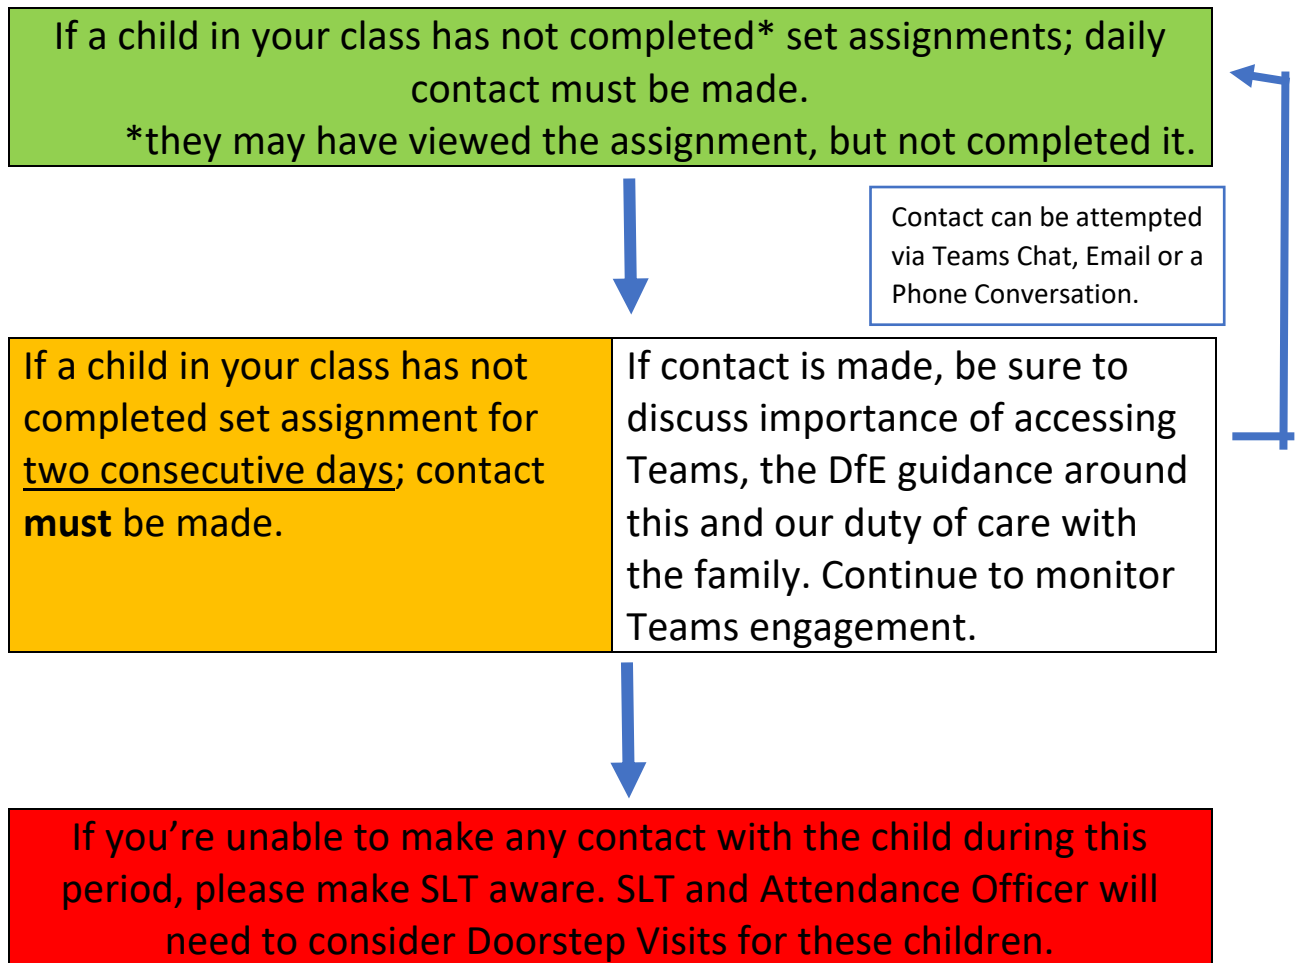 If a child in your class has not completed* set assignments; daily
contact must be made.
*they may have viewed the assignment, but not completed it.
Contact can be attempted
via Teams Chat, Email or a
Phone Conversation.
If a child in your class has not
completed set assignment for
two consecutive days; contact
must be made.
If contact is made, be sure to
discuss importance of accessing
Teams, the DfE guidance around
this and our duty of care with
the family. Continue to monitor
Teams engagement.
If you’re unable to make any contact with the child during this
period, please make SLT aware. SLT and Attendance Officer will
need to consider Doorstep Visits for these children.